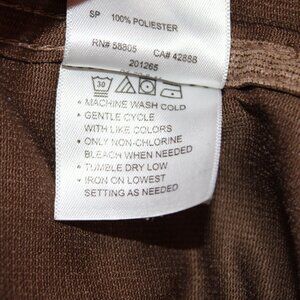 SP 100% POLIESTER
RN# 58805 CA# 42888
201265
30
• MACHINE WASH COLD
• GENTLE CYCLE
WITH LIKE COLORS
• ONLY NON-CHLORINE
BLEACH WHEN NEEDED
• TUMBLE DRY LOW
• IRON ON LOWEST
SETTING AS NEEDED